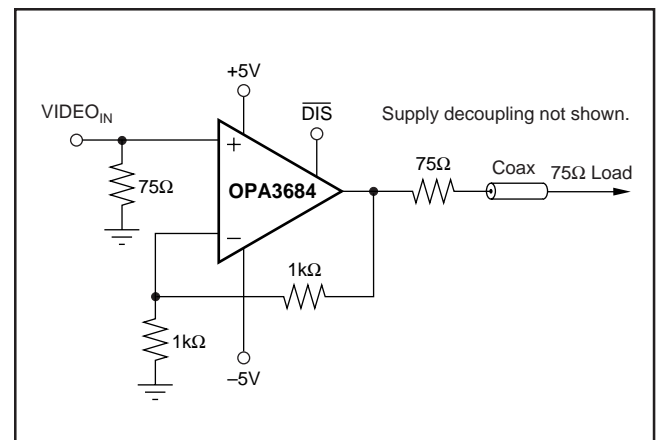 +5V
VIDEO_IN
DIS
Supply decoupling not shown.
+
75Ω
OPA3684
75Ω
Coax
75Ω Load
–
1kΩ
1kΩ
–5V